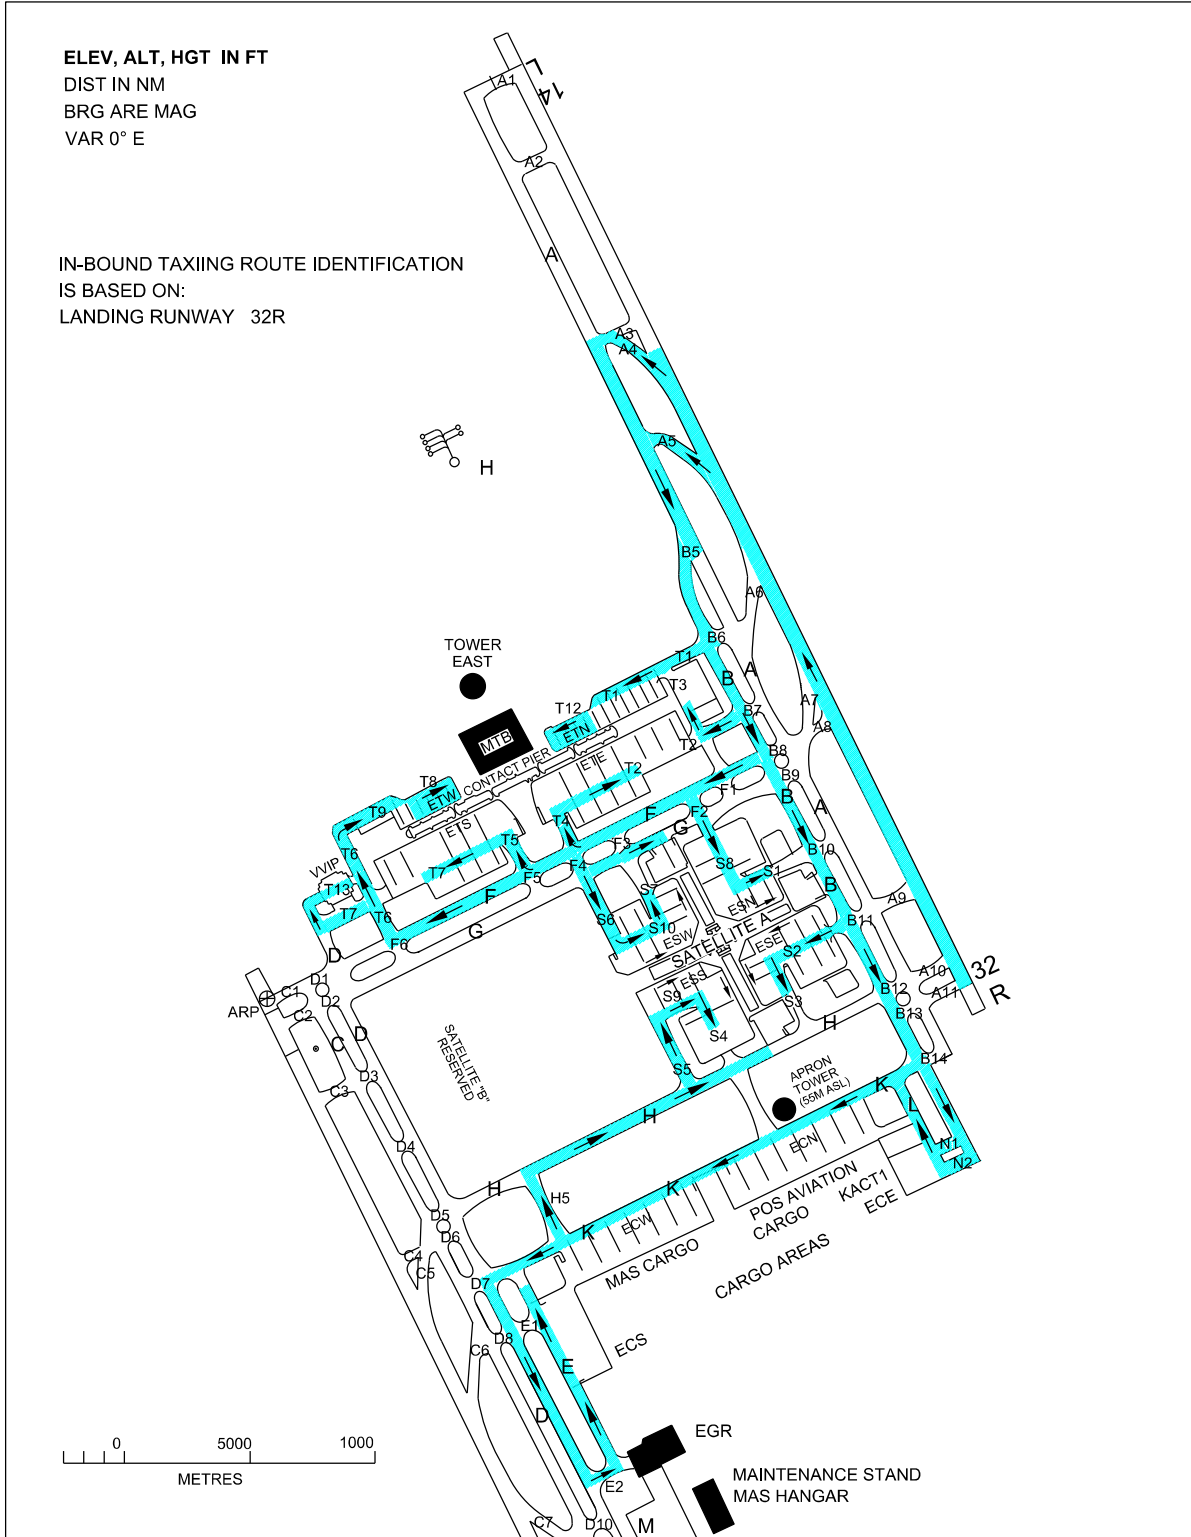 ELEV, ALT, HGT IN FT
DIST IN NM
BRG ARE MAG
VAR 0° E
IN-BOUND TAXIING ROUTE IDENTIFICATION
IS BASED ON:
LANDING RUNWAY 32R
14
L
A1
A2
A
A3
A4
A5
H
B5
A6
B6
TOWER
EAST
T1
T3
B
A
T1
T12
ETN
A7
B7
A8
T2
MTB
CONTACT PIER
ETE
T2
B8
B9
T8
ETW
T9
ETS
F1
B
A
F
F2
G
T4
F3
T5
B10
T6
T7
F4
S8
S1
VVIP
F5
T13
F
S7
ESN
B
T7
T6
S6
S10
A9
G
ESW
SATELLITE A
B11
F6
ESE
D
S2
32
R
A10
A11
D1
C1
D2
ARP
C2
S9
ESS
S3
B12
B13
H
D
C
S4
SATELLITE "B"
RESERVED
B14
D3
S5
APRON
TOWER
(55M ASL)
K
C3
L
H
ECN
N1
N2
D4
H
H5
K
POS AVIATION
CARGO
KACT1
ECE
D5
D6
K
ECW
MAS CARGO
CARGO AREAS
C4
C5
D7
E1
D8
C6
ECS
E
D
0
5000
1000
METRES
EGR
MAINTENANCE STAND
MAS HANGAR
E2
C7
D10
M